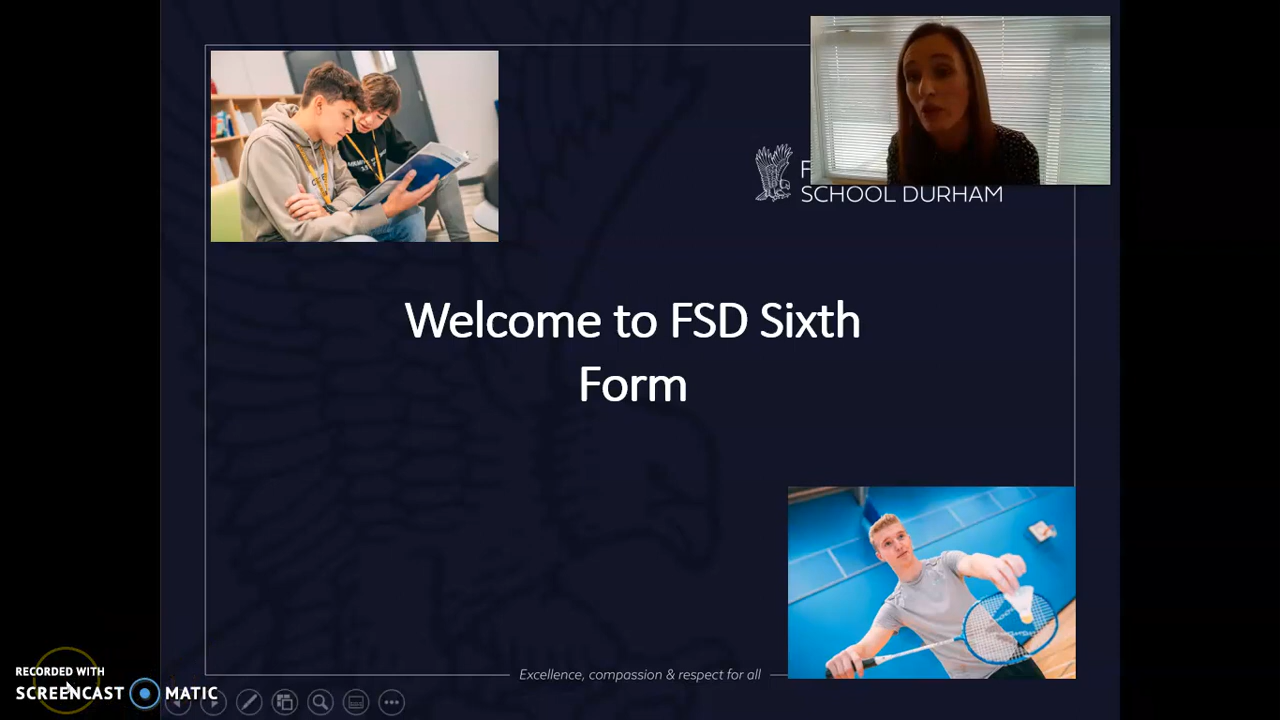 SCHOOL DURHAM
Welcome to FSD Sixth
Form
Excellence, compassion & respect for all
RECORDED WITH
SCREENCAST MATIC